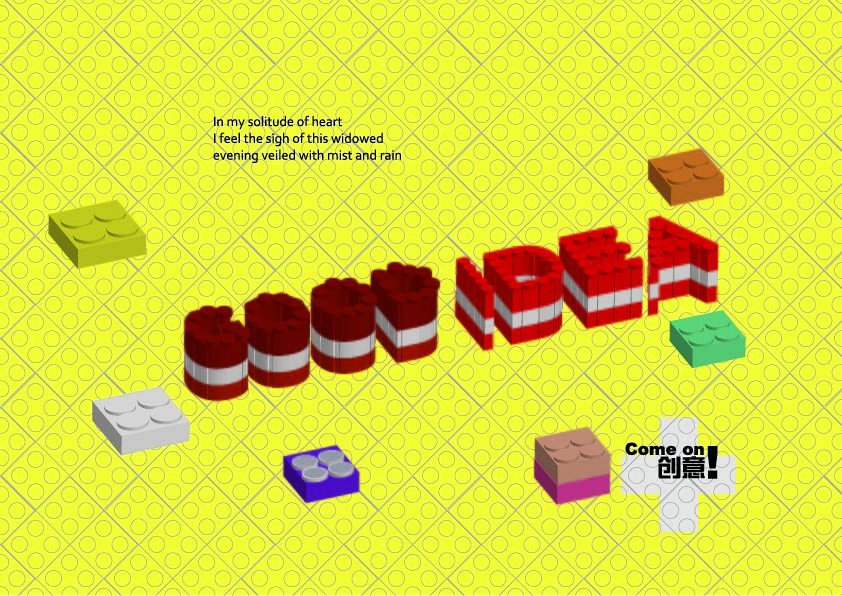 In my solitude of heart
I feel the sigh of this widowed
evening veiled with mist and rain
GOOD IDEA
Come on
创意!